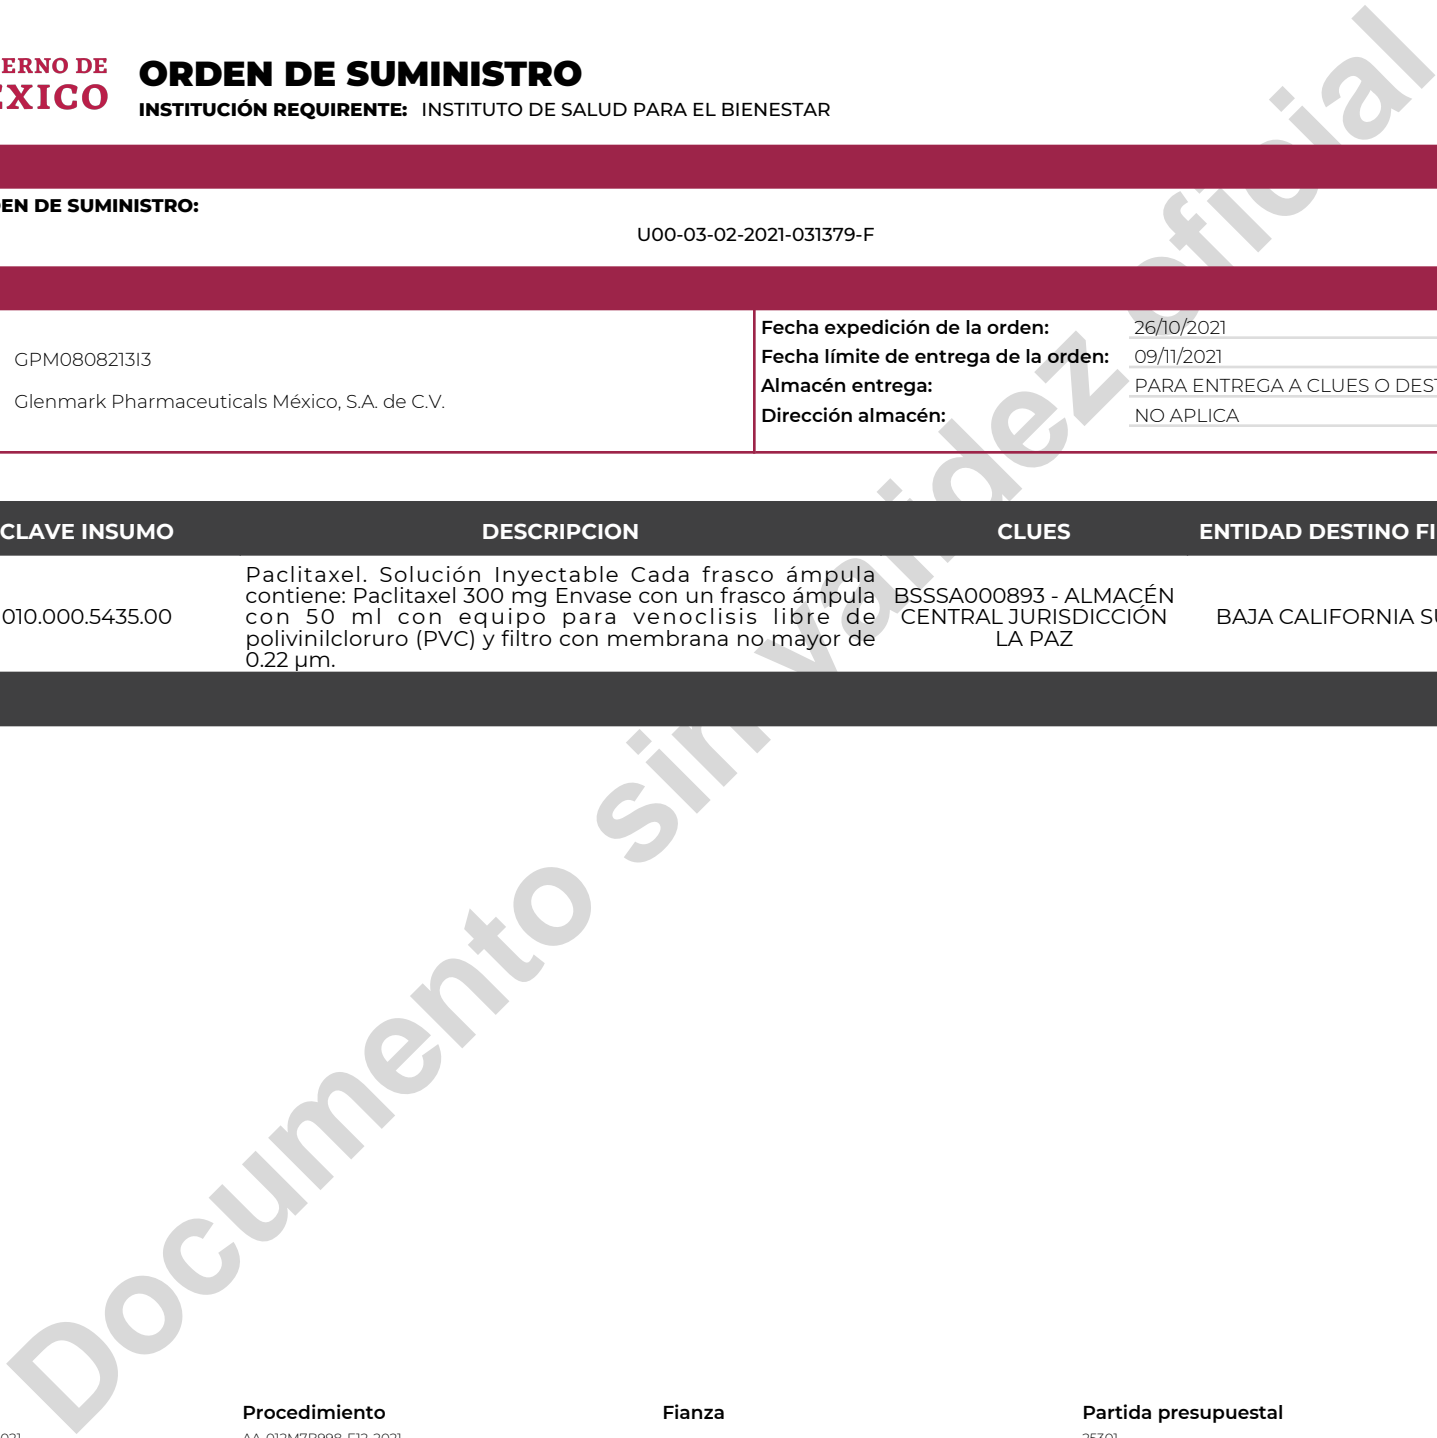 ERNO DE
ÉXICO
ORDEN DE SUMINISTRO
INSTITUCIÓN REQUIRENTE: INSTITUTO DE SALUD PARA EL BIENESTAR
EN DE SUMINISTRO:
U00-03-02-2021-031379-F
GPM0808213I3
Glenmark Pharmaceuticals México, S.A. de C.V.
Fecha expedición de la orden: 26/10/2021
Fecha límite de entrega de la orden: 09/11/2021
Almacén entrega: PARA ENTREGA A CLUES O DEST
Dirección almacén: NO APLICA
CLAVE INSUMO DESCRIPCION CLUES ENTIDAD DESTINO FI
010.000.5435.00
Paclitaxel. Solución Inyectable Cada frasco ámpula
contiene: Paclitaxel 300 mg Envase con un frasco ámpula
con 50 ml con equipo para venoclisis libre de
polivinilcloruro (PVC) y filtro con membrana no mayor de
0.22 µm.
BSSSA000893 - ALMACÉN
CENTRAL JURISDICCIÓN
LA PAZ
BAJA CALIFORNIA SU
Documento sin validez oficial
Procedimiento Fianza Partida presupuestal